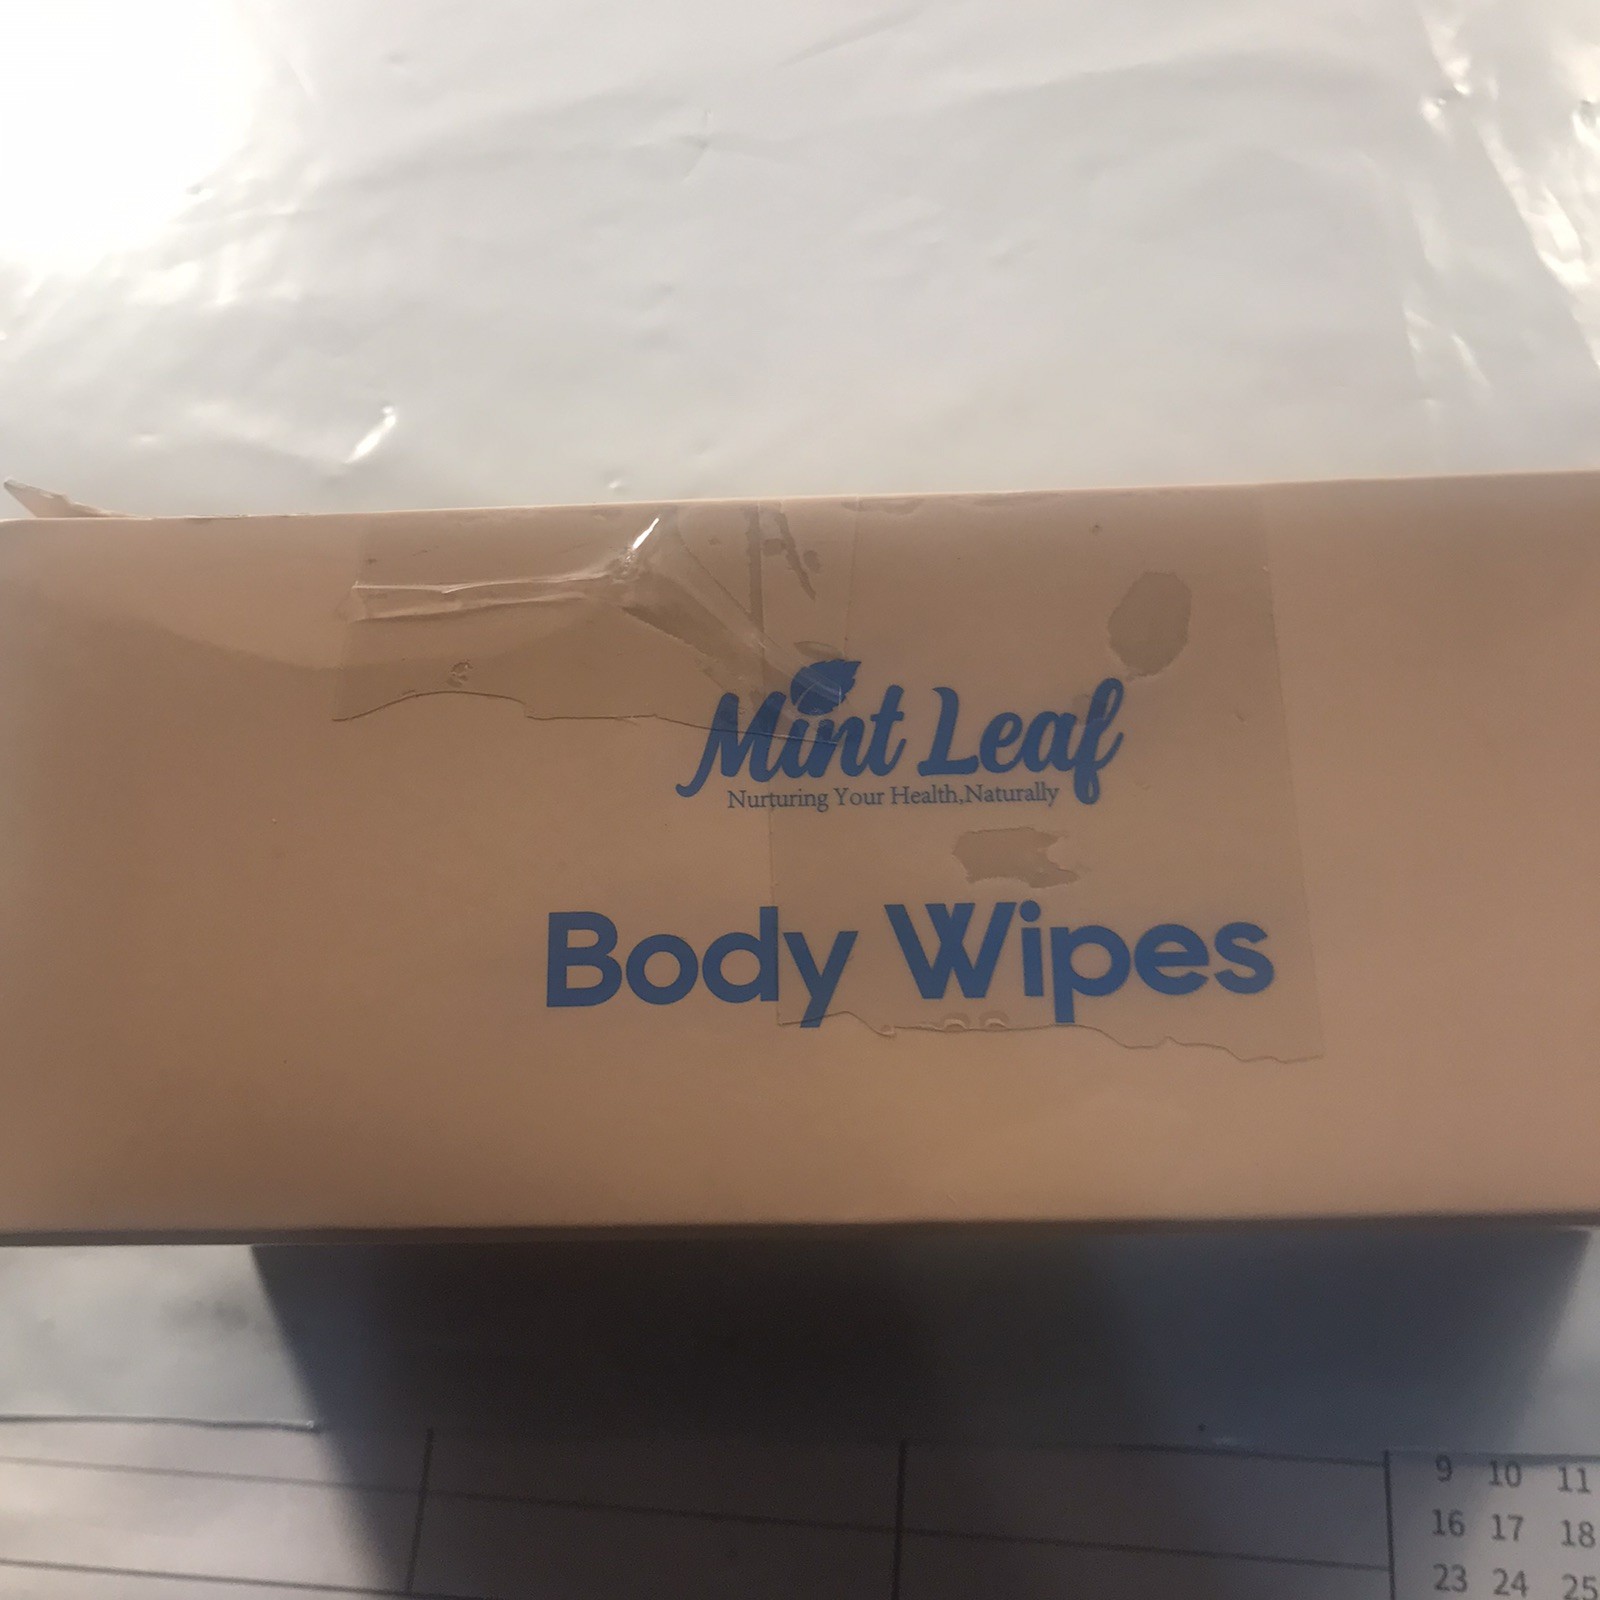 Mint Leaf
Nurturing Your Health,Naturally
Body Wipes
9 10 11
16 17 18
23 24 25